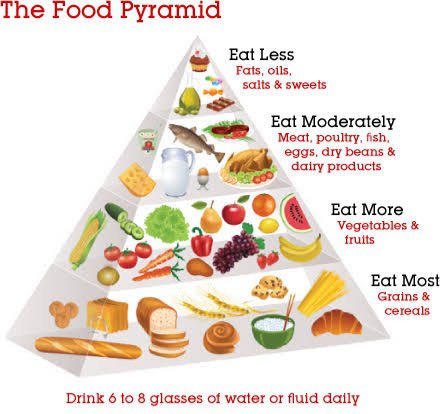 The Food Pyramid
Eat Less
Fats, oils,
salts & sweets
Eat Moderately
Meat, poultry, fish,
eggs, dry beans &
dairy products
Eat More
Vegetables &
fruits
Eat Most
Grains &
cereals
Drink 6 to 8 glasses of water or fluid daily